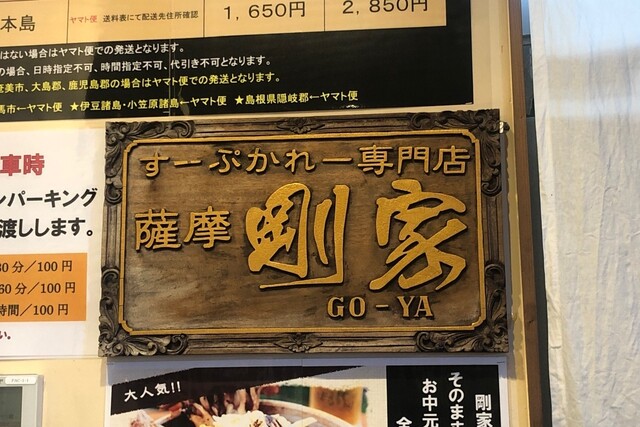 本島
ヤマト便 送料表にて配送先住所確認
1,650円
2,850円
はない場合はヤマト便での発送となります。
の場合、日時指定不可、時間指定不可、代引き不可となります。
奄美市、大島郡、鹿児島郡の場合はヤマト便での発送となります。
馬市←ヤマト便 ★伊豆諸島・小笠原諸島←ヤマト便 ★島根県隠岐郡←ヤマト便
車時
ンパーキング
渡しします。
30分/100円
60分/100円
時間/100円
い。
すーぷかれー専門店
薩摩 剛家
GO-YA
大人気!!
剛家
そのまま
お中元